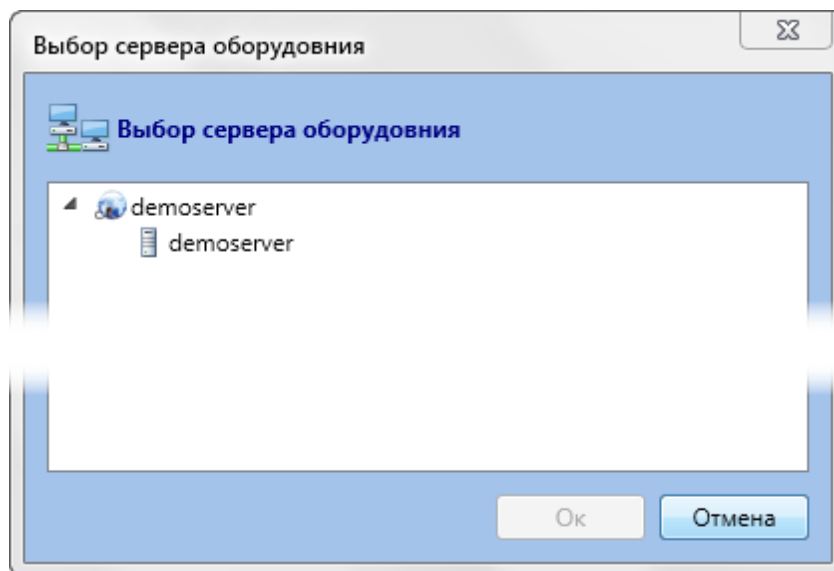 Выбор сервера оборудовния
Выбор сервера оборудовния
demoserver
demoserver
Ок
Отмена